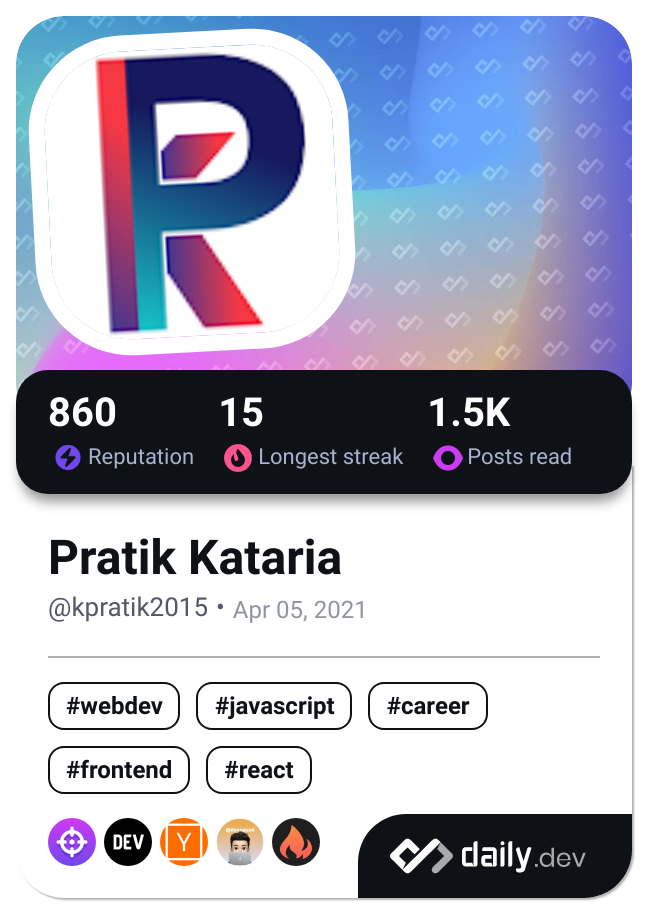 860 15 1.5K
Reputation Longest streak Posts read
Pratik Kataria
@kpratik2015 • Apr 05, 2021
#webdev #javascript #career
#frontend #react
DEV Y
daily.dev